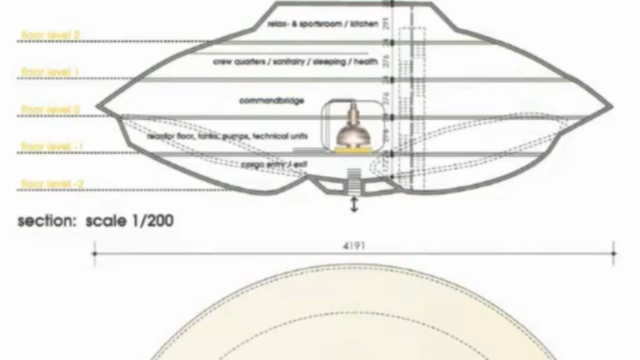 relax- & sportsroom / kitchen
floor level 2
crew quarters / sanitairy / sleeping / health
floor level 1
commandbridge
floor level 0
reactor floor, tanks, pumps, technical units
floor level -1
cargo entry / exit
floor level -2
section: scale 1/200
4191